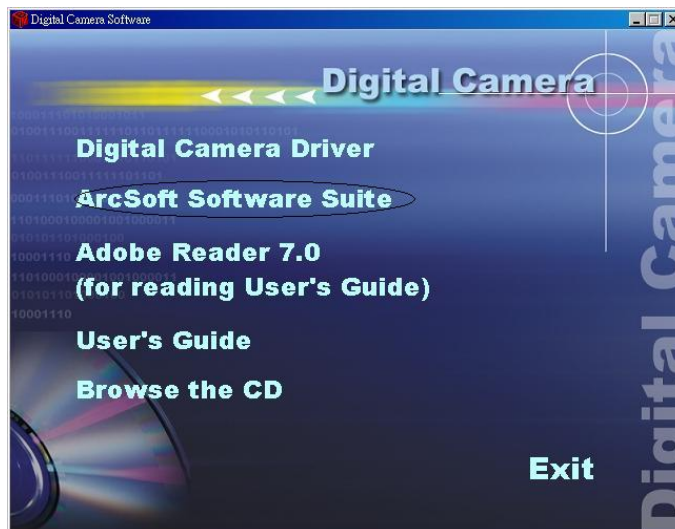 Digital Camera Software
Digital Camera
Digital Camera Driver
ArcSoft Software Suite
Adobe Reader 7.0
(for reading User's Guide)
User's Guide
Browse the CD
Exit
Digital Camera